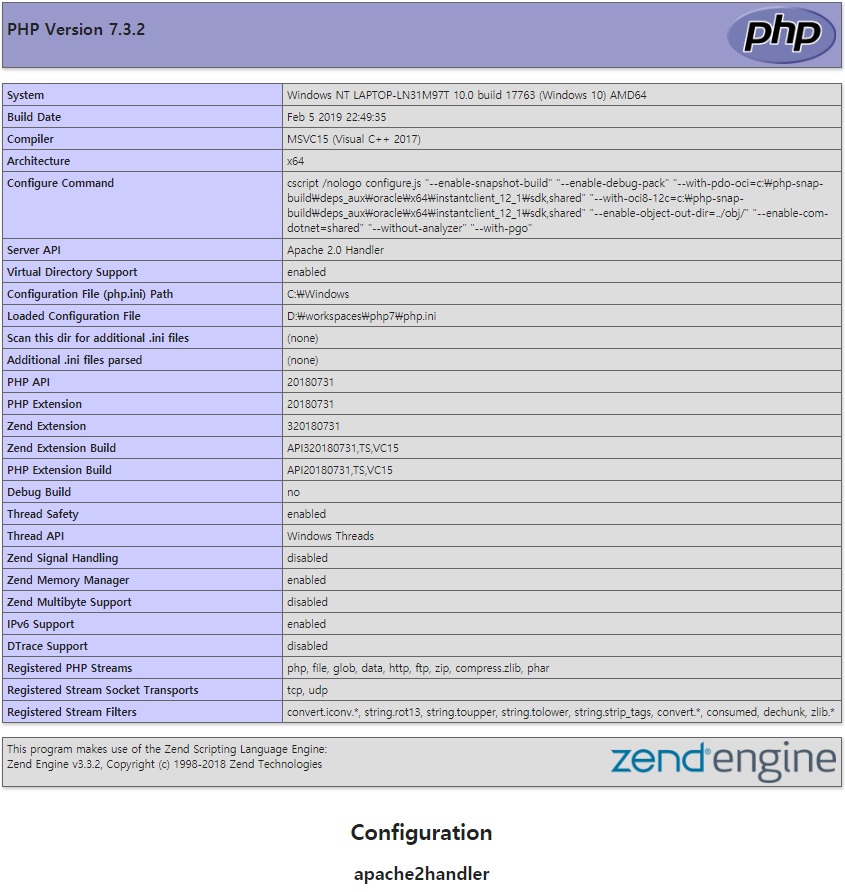 PHP Version 7.3.2
php
System Windows NT LAPTOP-LN31M97T 10.0 build 17763 (Windows 10) AMD64
Build Date Feb 5 2019 22:49:35
Compiler MSVC15 (Visual C++ 2017)
Architecture x64
Configure Command cscript /nologo configure.js "--enable-snapshot-build" "--enable-debug-pack" "--with-pdo-oci=c:₩php-snap-
build₩deps_aux₩oracle₩x64₩instantclient_12_1₩sdk,shared" "--with-oci8-12c=c:₩php-snap-
build₩deps_aux₩oracle₩x64₩instantclient_12_1₩sdk,shared" "--enable-object-out-dir=../obj/" "--enable-com-
dotnet=shared" "--without-analyzer" "--with-pgo"
Server API Apache 2.0 Handler
Virtual Directory Support enabled
Configuration File (php.ini) Path C:₩Windows
Loaded Configuration File D:₩workspaces₩php7₩php.ini
Scan this dir for additional .ini files (none)
Additional .ini files parsed (none)
PHP API 20180731
PHP Extension 20180731
Zend Extension 320180731
Zend Extension Build API320180731,TS,VC15
PHP Extension Build API20180731,TS,VC15
Debug Build no
Thread Safety enabled
Thread API Windows Threads
Zend Signal Handling disabled
Zend Memory Manager enabled
Zend Multibyte Support disabled
IPv6 Support enabled
DTrace Support disabled
Registered PHP Streams php, file, glob, data, http, ftp, zip, compress.zlib, phar
Registered Stream Socket Transports tcp, udp
Registered Stream Filters convert.iconv.*, string.rot13, string.toupper, string.tolower, string.strip_tags, convert.*, consumed, dechunk, zlib.*
This program makes use of the Zend Scripting Language Engine:
Zend Engine v3.3.2, Copyright (c) 1998-2018 Zend Technologies
zend® engine
Configuration
apache2handler